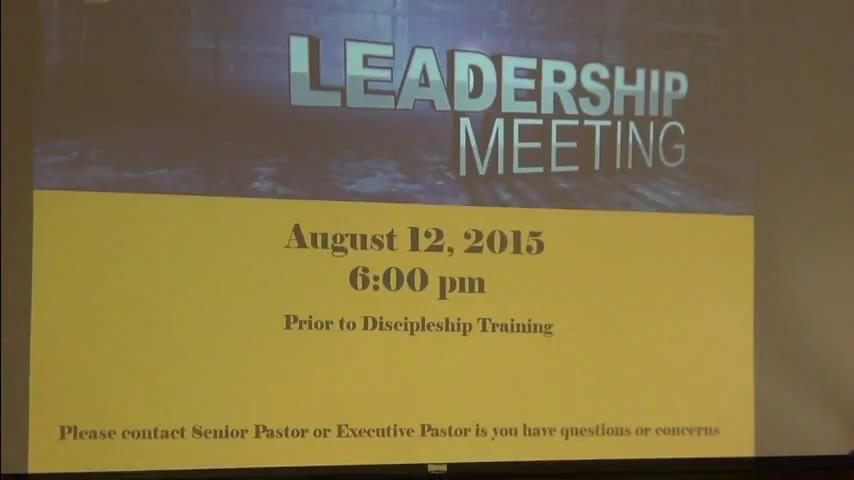 LEADERSHIP
MEETING
August 12, 2015
6:00 pm
Prior to Discipleship Training
Please contact Senior Pastor or Executive Pastor is you have questions or concerns